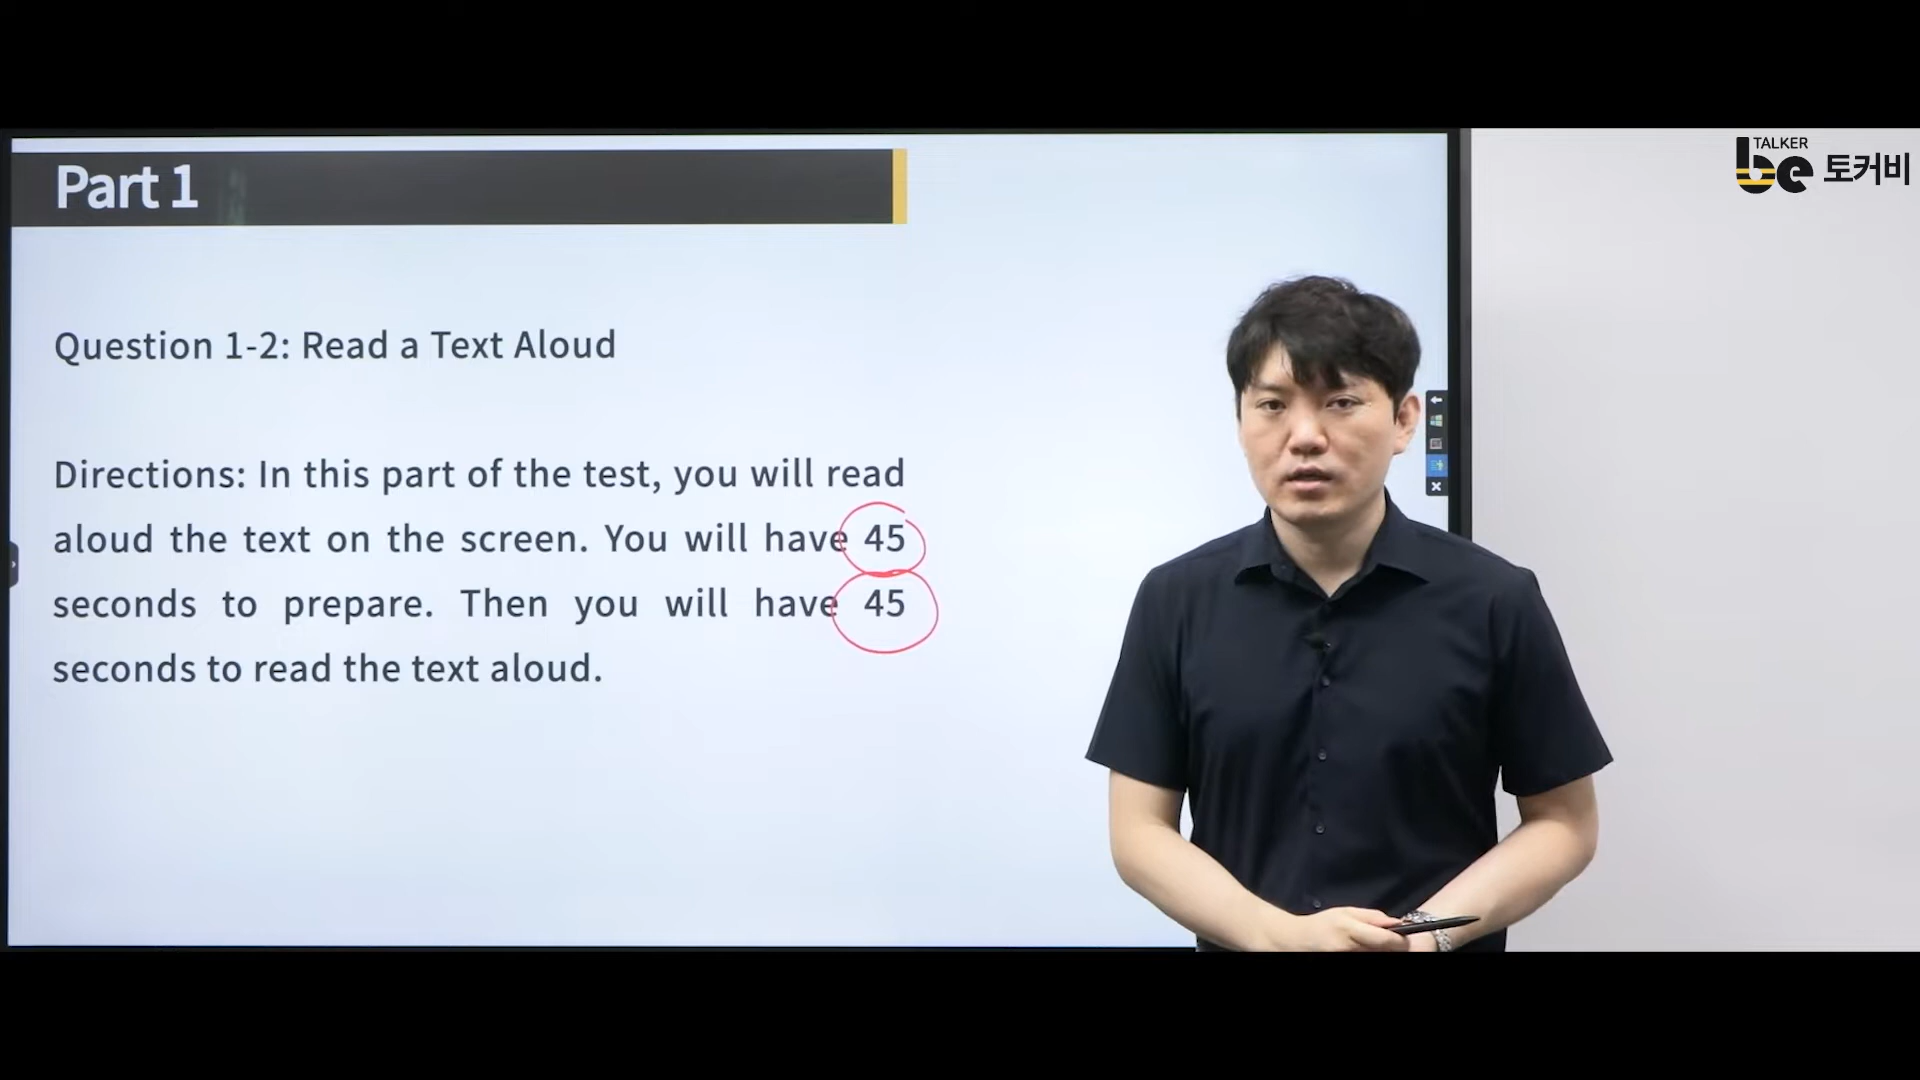 Part 1
TALKER
be 토커비
Question 1-2: Read a Text Aloud
Directions: In this part of the test, you will read
aloud the text on the screen. You will have 45
seconds to prepare. Then you will have 45
seconds to read the text aloud.